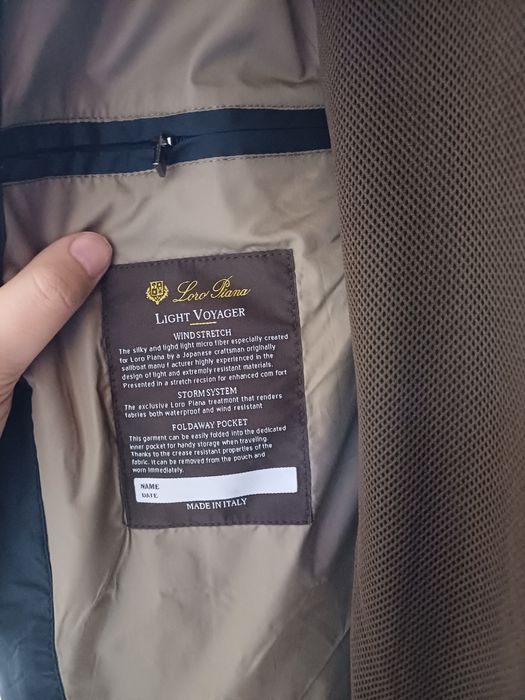 Loro Piana
LIGHT VOYAGER
WIND STRETCH
The silky and lighd light micro fiber especially created
for Loro Piana by a Japanese craftsman originally
sailboat manu f acturer highly experienced in the
design of light and extremely resistant materials.
Presented in a stretch recsion for enhanced com fort
STORM SYSTEM
The exclusive Loro Piana treatment that renders
fabrics both waterproof and wind resistant
FOLDAWAY POCKET
This garment can be easily folded into the dedicated
inner pocket for handy storage when traveling.
Thanks to the crease resistant properties of the
fabric. It can be removed from the pouch and
worn immediately.
NAME
DATE
MADE IN ITALY